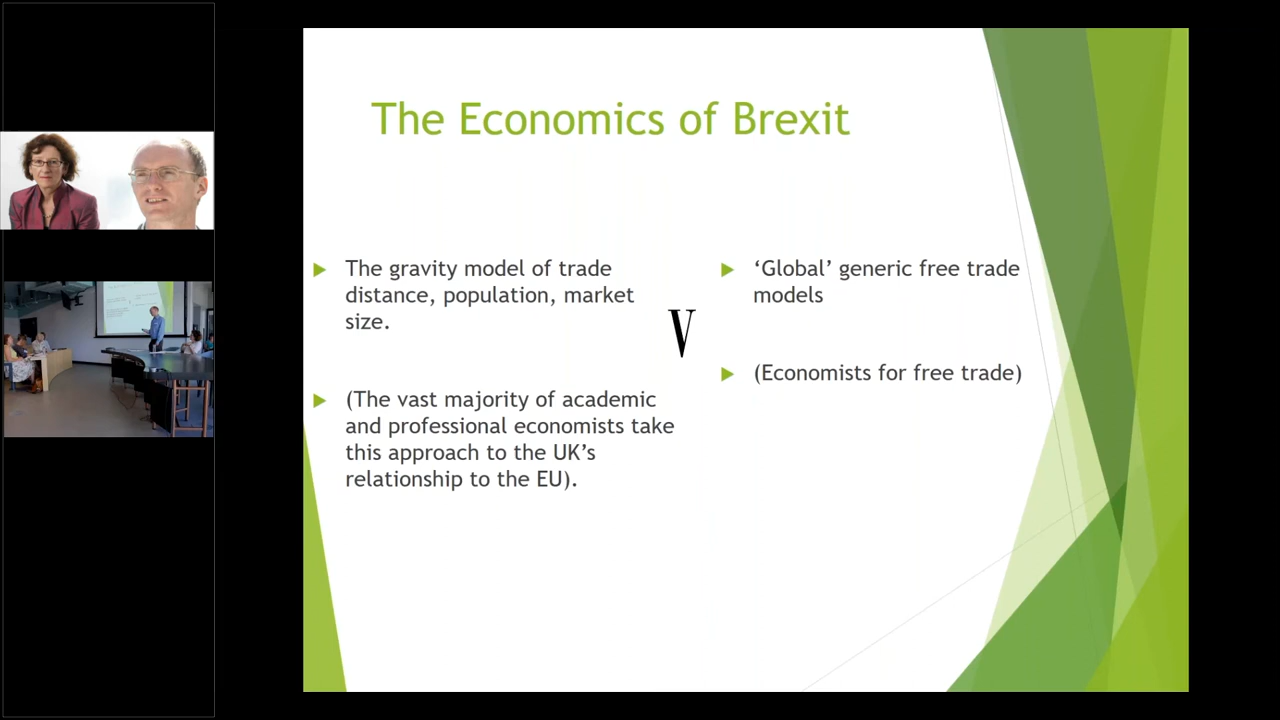 The Economics of Brexit
The gravity model of trade
distance, population, market
size.
(The vast majority of academic
and professional economists take
this approach to the UK’s
relationship to the EU).
V
‘Global’ generic free trade
models
(Economists for free trade)